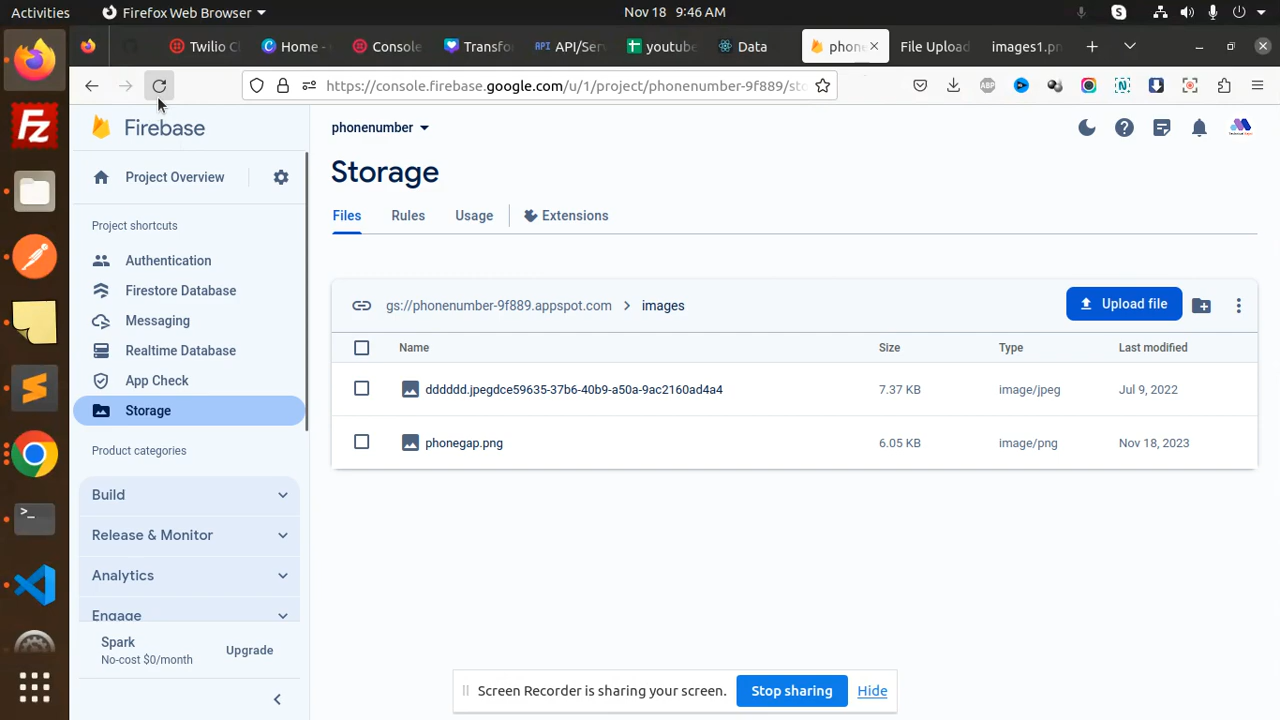 Activities
Firefox Web Browser
Nov 18 9:46 AM
Twilio C
Home -
Console
Transfo
API/Ser
youtube
Data
phone
File Upload
images1.pn
https://console.firebase.google.com/u/1/project/phonenumber-9f889/sto
Firebase
phonenumber
Project Overview
Storage
Files
Rules
Usage
Extensions
Project shortcuts
Authentication
Firestore Database
Messaging
Realtime Database
App Check
Storage
Product categories
Build
Release & Monitor
Analytics
Engage
Spark
No-cost $0/month
Upgrade
gs://phonenumber-9f889.appspot.com
images
Upload file
Name
Size
Type
Last modified
dddddd.jpegdce59635-37b6-40b9-a50a-9ac2160ad4a4
7.37 KB
image/jpeg
Jul 9, 2022
phonegap.png
6.05 KB
image/png
Nov 18, 2023
Screen Recorder is sharing your screen.
Stop sharing
Hide